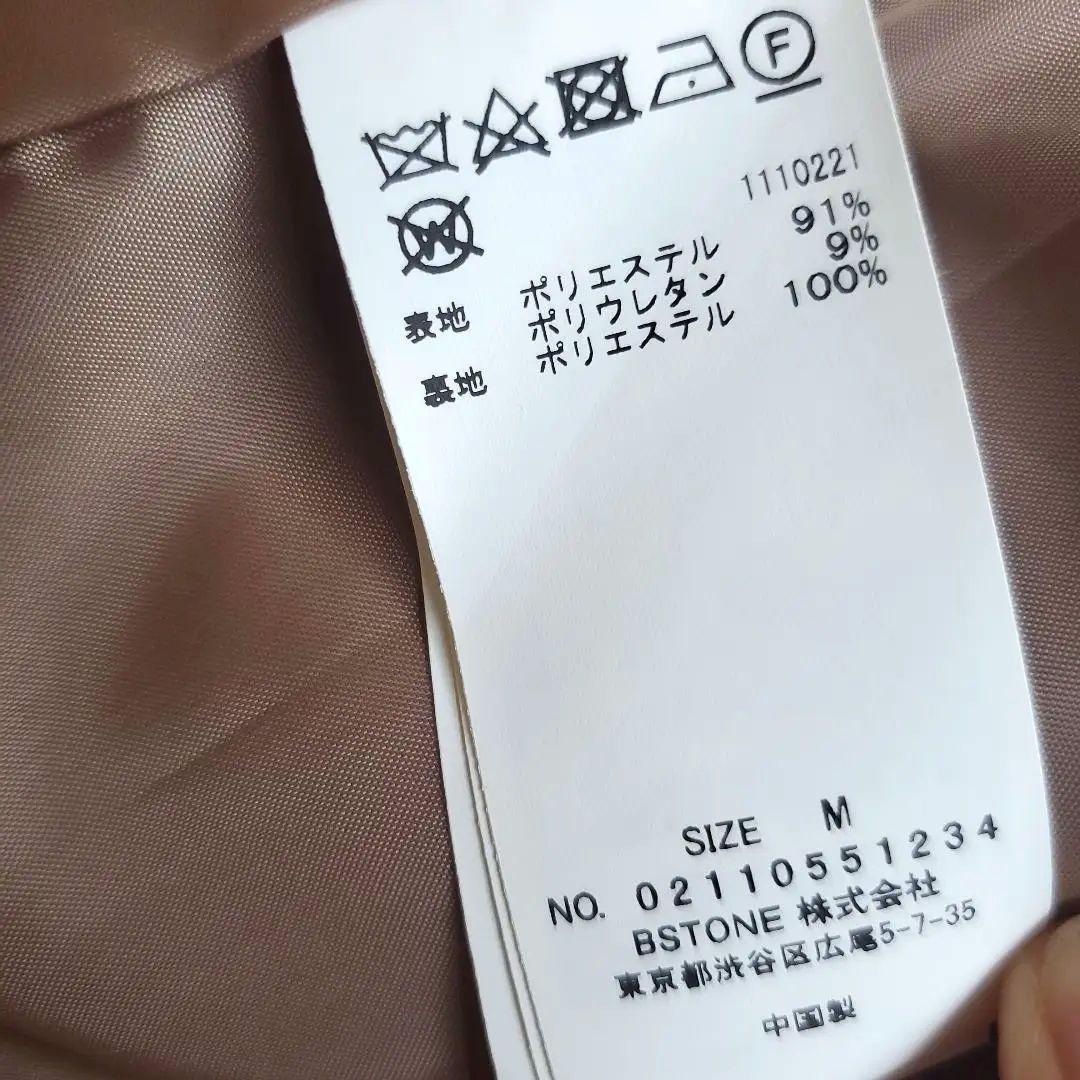 F
W
1110221
表地 ポリエステル 91%
ポリウレタン 9%
裏地 ポリエステル 100%
SIZE M
NO. 02110551234
BSTONE 株式会社
東京都渋谷区広尾5-7-35
中国製